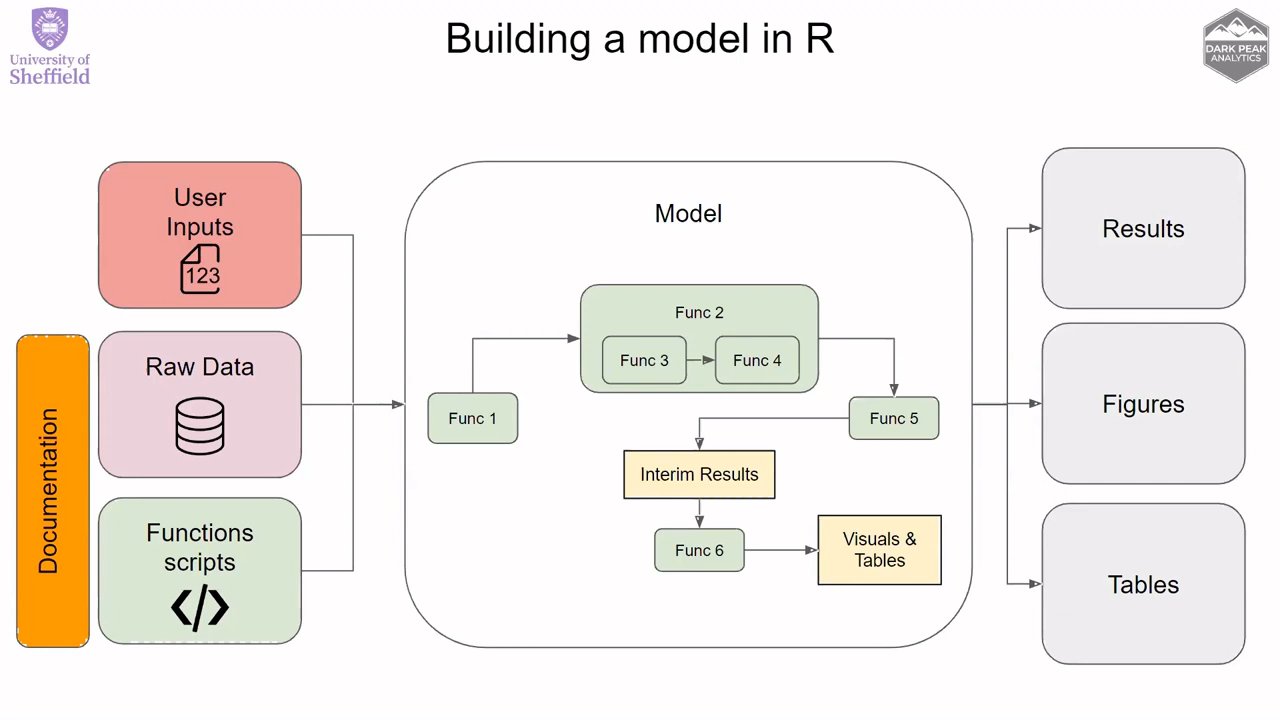 Building a model in R
University of
Sheffield
DARK PEAK
ANALYTICS
User
Inputs
123
Raw Data
Functions
scripts
Documentation
Model
Func 1
Func 2
Func 3
Func 4
Func 5
Interim Results
Func 6
Visuals &
Tables
Results
Figures
Tables